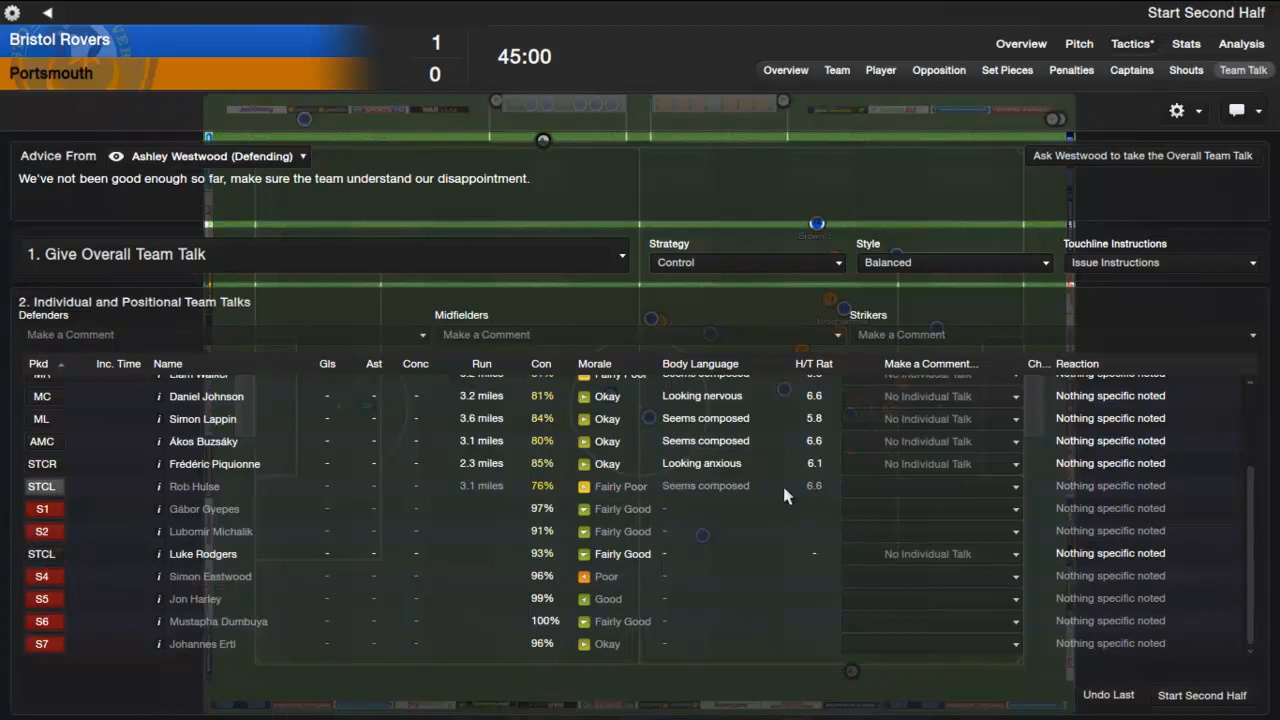 Start Second Half
Bristol Rovers 1
45:00
Portsmouth 0
Overview Pitch Tactics* Stats Analysis
Overview Team Player Opposition Set Pieces Penalties Captains Shouts Team Talk
Advice From Ashley Westwood (Defending)
Ask Westwood to take the Overall Team Talk
We've not been good enough so far, make sure the team understand our disappointment.
1. Give Overall Team Talk
Strategy Style Touchline Instructions
Control Balanced Issue Instructions
2. Individual and Positional Team Talks
Defenders Midfielders Strikers
Make a Comment Make a Comment Make a Comment
Pkd Inc. Time Name Gls Ast Conc Run Con Morale Body Language H/T Rat Make a Comment... Ch... Reaction
MC i Daniel Johnson - - - 3.2 miles 81% Okay Looking nervous 6.6 No Individual Talk Nothing specific noted
ML i Simon Lappin - - - 3.6 miles 84% Okay Seems composed 5.8 No Individual Talk Nothing specific noted
AMC i Ákos Buzsáky - - - 3.1 miles 80% Okay Seems composed 6.6 No Individual Talk Nothing specific noted
STCR i Frédéric Piquionne - - - 2.3 miles 85% Okay Looking anxious 6.1 No Individual Talk Nothing specific noted
STCL i Rob Hulse - - - 3.1 miles 76% Fairly Poor Seems composed 6.6 Nothing specific noted
S1 i Gábor Gyepes - - - 97% Fairly Good - Nothing specific noted
S2 i Lubomir Michalik - - - 91% Fairly Good - Nothing specific noted
STCL i Luke Rodgers - - - 93% Fairly Good - - No Individual Talk Nothing specific noted
S4 i Simon Eastwood - - - 96% Poor - Nothing specific noted
S5 i Jon Harley - - - 99% Good - Nothing specific noted
S6 i Mustapha Dumbuya - - - 100% Fairly Good - Nothing specific noted
S7 i Johannes Ertl - - - 96% Okay - Nothing specific noted
Undo Last Start Second Half